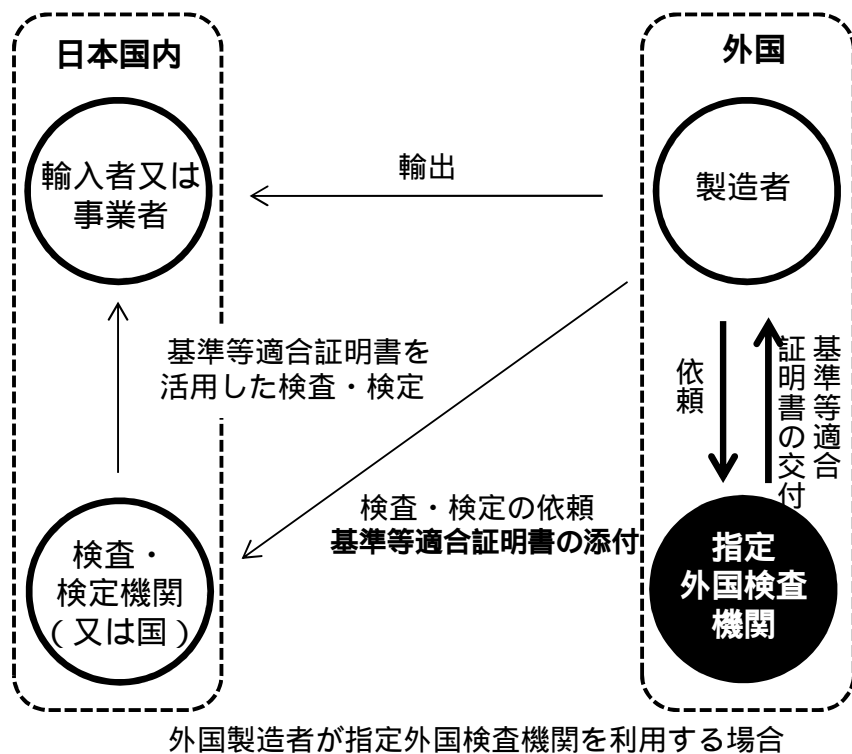 日本国内
外国
輸入者又は
事業者
輸出
製造者
基準等適合証明書を
活用した検査・検定
依頼
基準等適合
証明書の交付
検査・検定の依頼
基準等適合証明書の添付
検査・
検定機関
(又は国)
指定
外国検査
機関
外国製造者が指定外国検査機関を利用する場合